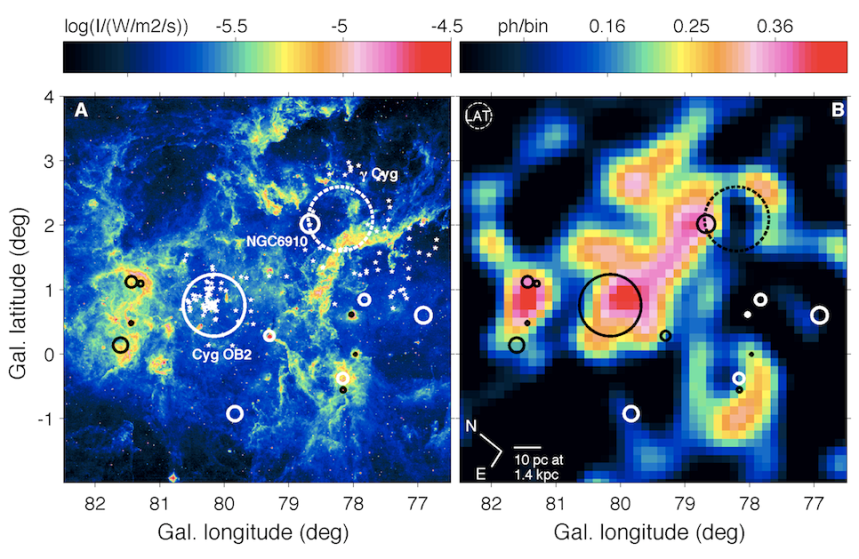 log(I/(W/m2/s)) -5.5 -5 -4.5
ph/bin 0.16 0.25 0.36
A
γ Cyg
NGC6910
Cyg OB2
LAT
B
N
E
10 pc at
1.4 kpc
4
3
2
1
0
-1
Gal. latitude (deg)
82 81 80 79 78 77
Gal. longitude (deg)
82 81 80 79 78 77
Gal. longitude (deg)